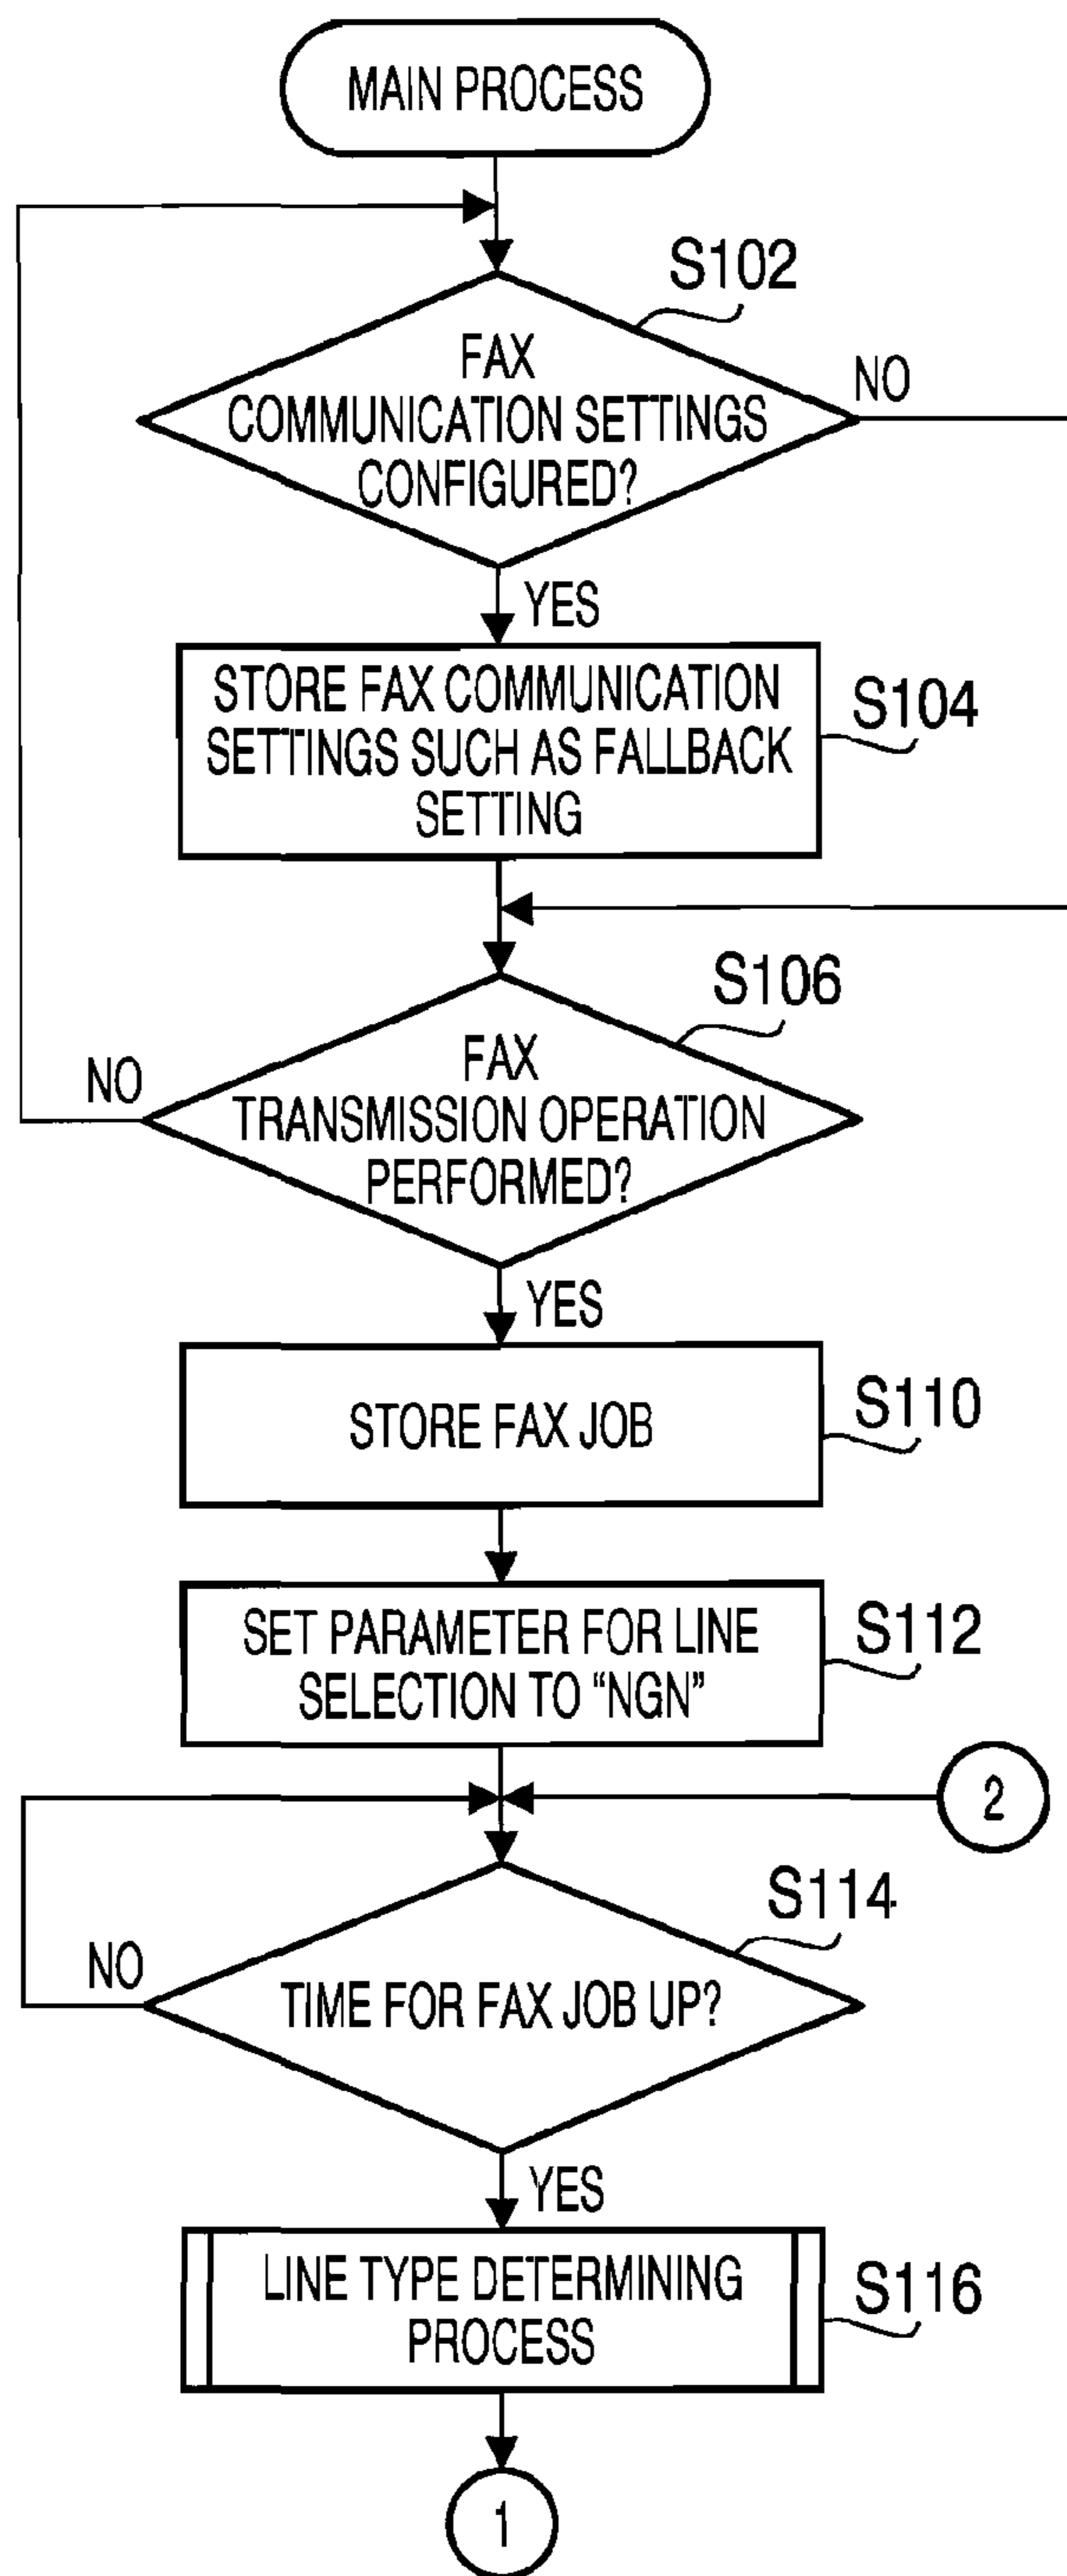 MAIN PROCESS
S102
FAX
COMMUNICATION SETTINGS
CONFIGURED?
NO
YES
STORE FAX COMMUNICATION
SETTINGS SUCH AS FALLBACK
SETTING
S104
S106
FAX
TRANSMISSION OPERATION
PERFORMED?
NO
YES
STORE FAX JOB
S110
SET PARAMETER FOR LINE
SELECTION TO “NGN”
S112
2
S114
TIME FOR FAX JOB UP?
NO
YES
LINE TYPE DETERMINING
PROCESS
S116
1